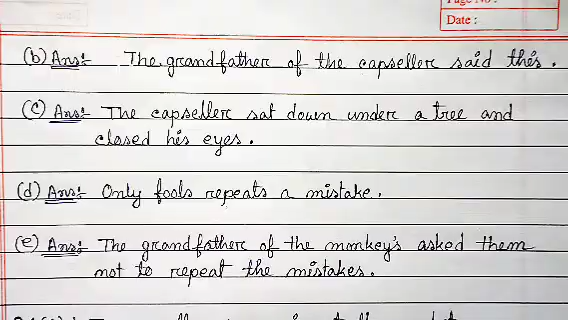 Page No :
Date :
(b) Ans:- The grandfather of the capseller said this.
(c) Ans:- The capseller sat down under a tree and
closed his eyes.
(d) Ans:- Only fools repeats a mistake.
(e) Ans:- The grandfather of the monkey's asked them
not to repeat the mistakes.